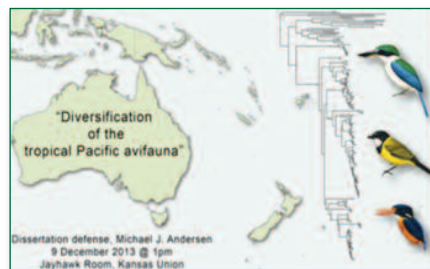 "Diversification
of the
tropical Pacific avifauna"
Dissertation defense, Michael J. Andersen
9 December 2013 @ 1pm
Jayhawk Room, Kansas Union